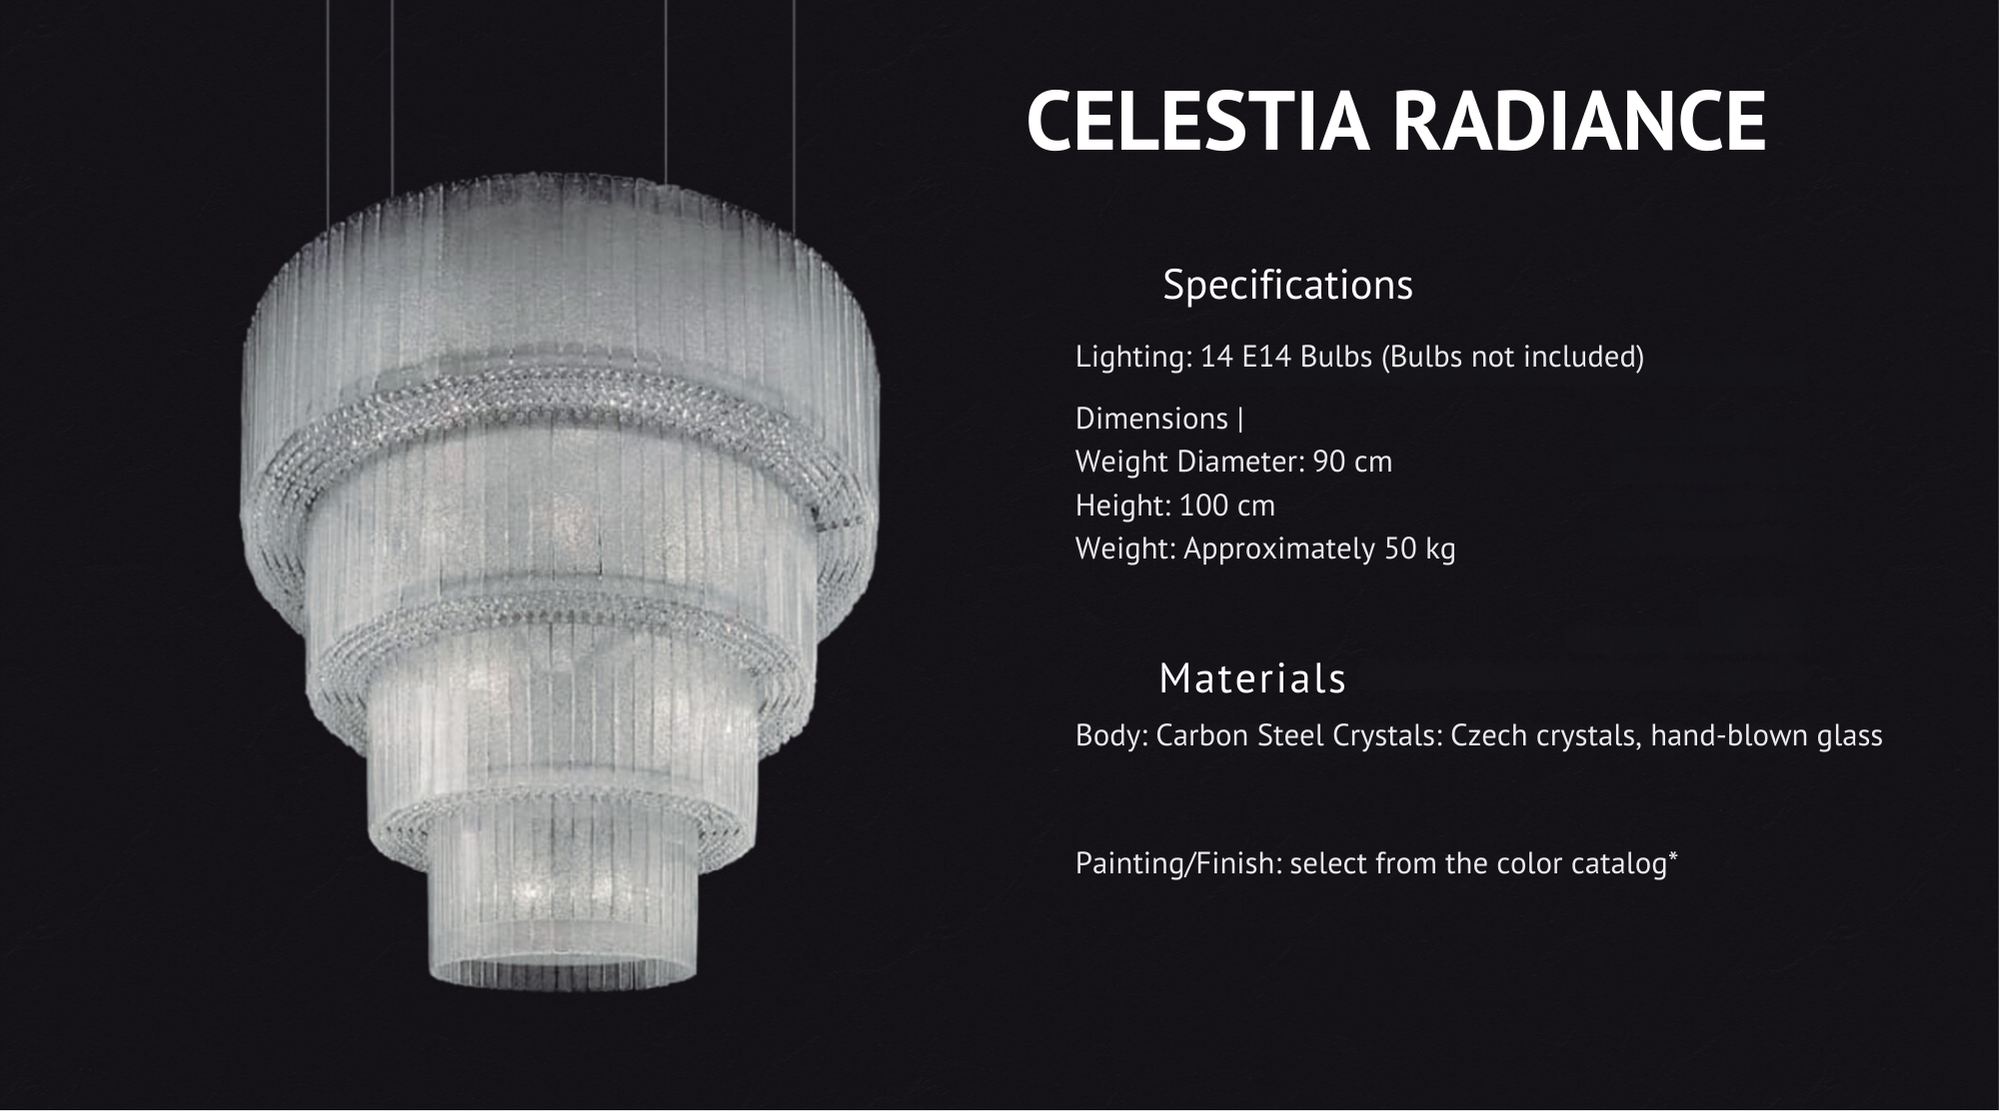 CELESTIA RADIANCE
Specifications
Lighting: 14 E14 Bulbs (Bulbs not included)
Dimensions |
Weight Diameter: 90 cm
Height: 100 cm
Weight: Approximately 50 kg
Materials
Body: Carbon Steel Crystals: Czech crystals, hand-blown glass
Painting/Finish: select from the color catalog*